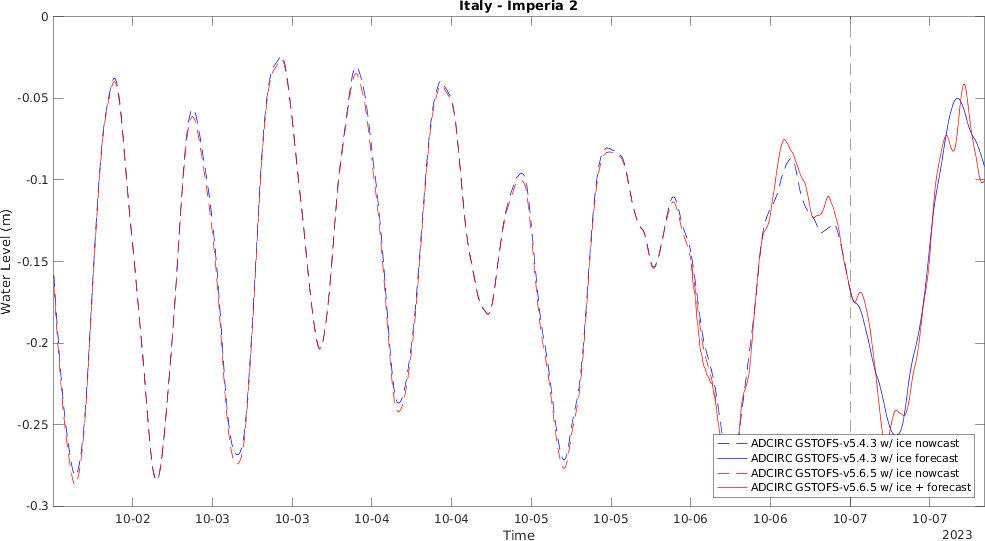 Italy - Imperia 2
0
-0.05
-0.1
-0.15
-0.2
-0.25
-0.3
Water Level (m)
ADCIRC GSTOFS-v5.4.3 w/ ice nowcast
ADCIRC GSTOFS-v5.4.3 w/ ice forecast
ADCIRC GSTOFS-v5.6.5 w/ ice nowcast
ADCIRC GSTOFS-v5.6.5 w/ ice + forecast
10-02 10-03 10-03 10-04 10-04 10-05 10-05 10-06 10-06 10-07 10-07
Time
2023